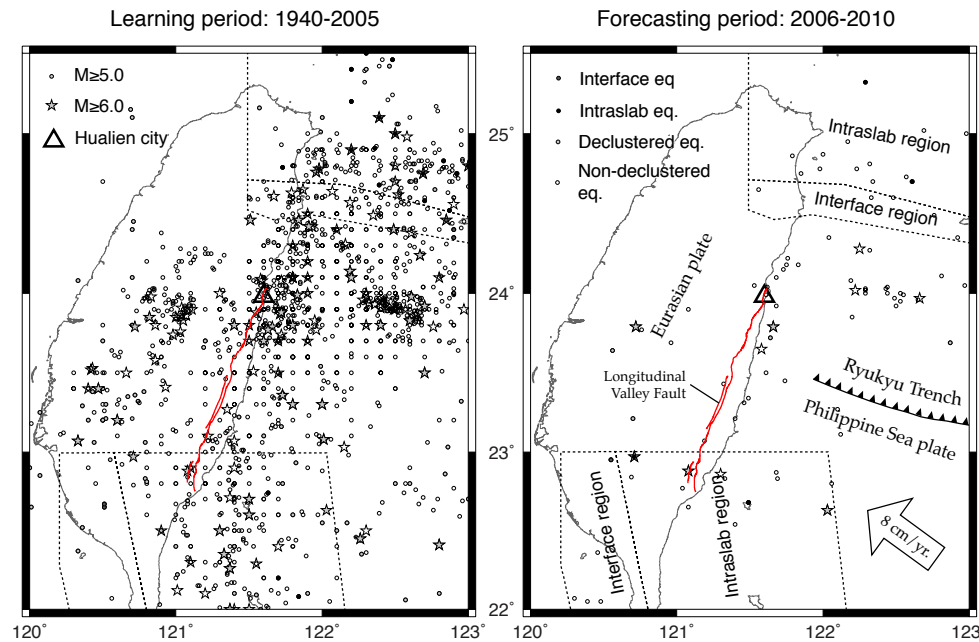 Learning period: 1940-2005
Forecasting period: 2006-2010
M≥5.0
M≥6.0
Hualien city
Interface eq
Intraslab eq.
Declustered eq.
Non-declustered
eq.
Intraslab region
Interface region
Eurasian plate
Longitudinal
Valley Fault
Ryukyu Trench
Philippine Sea plate
8 cm/yr.
Interface region
Intraslab region
25˚
24˚
23˚
22˚
120˚
121˚
122˚
123˚
120˚
121˚
122˚
123˚